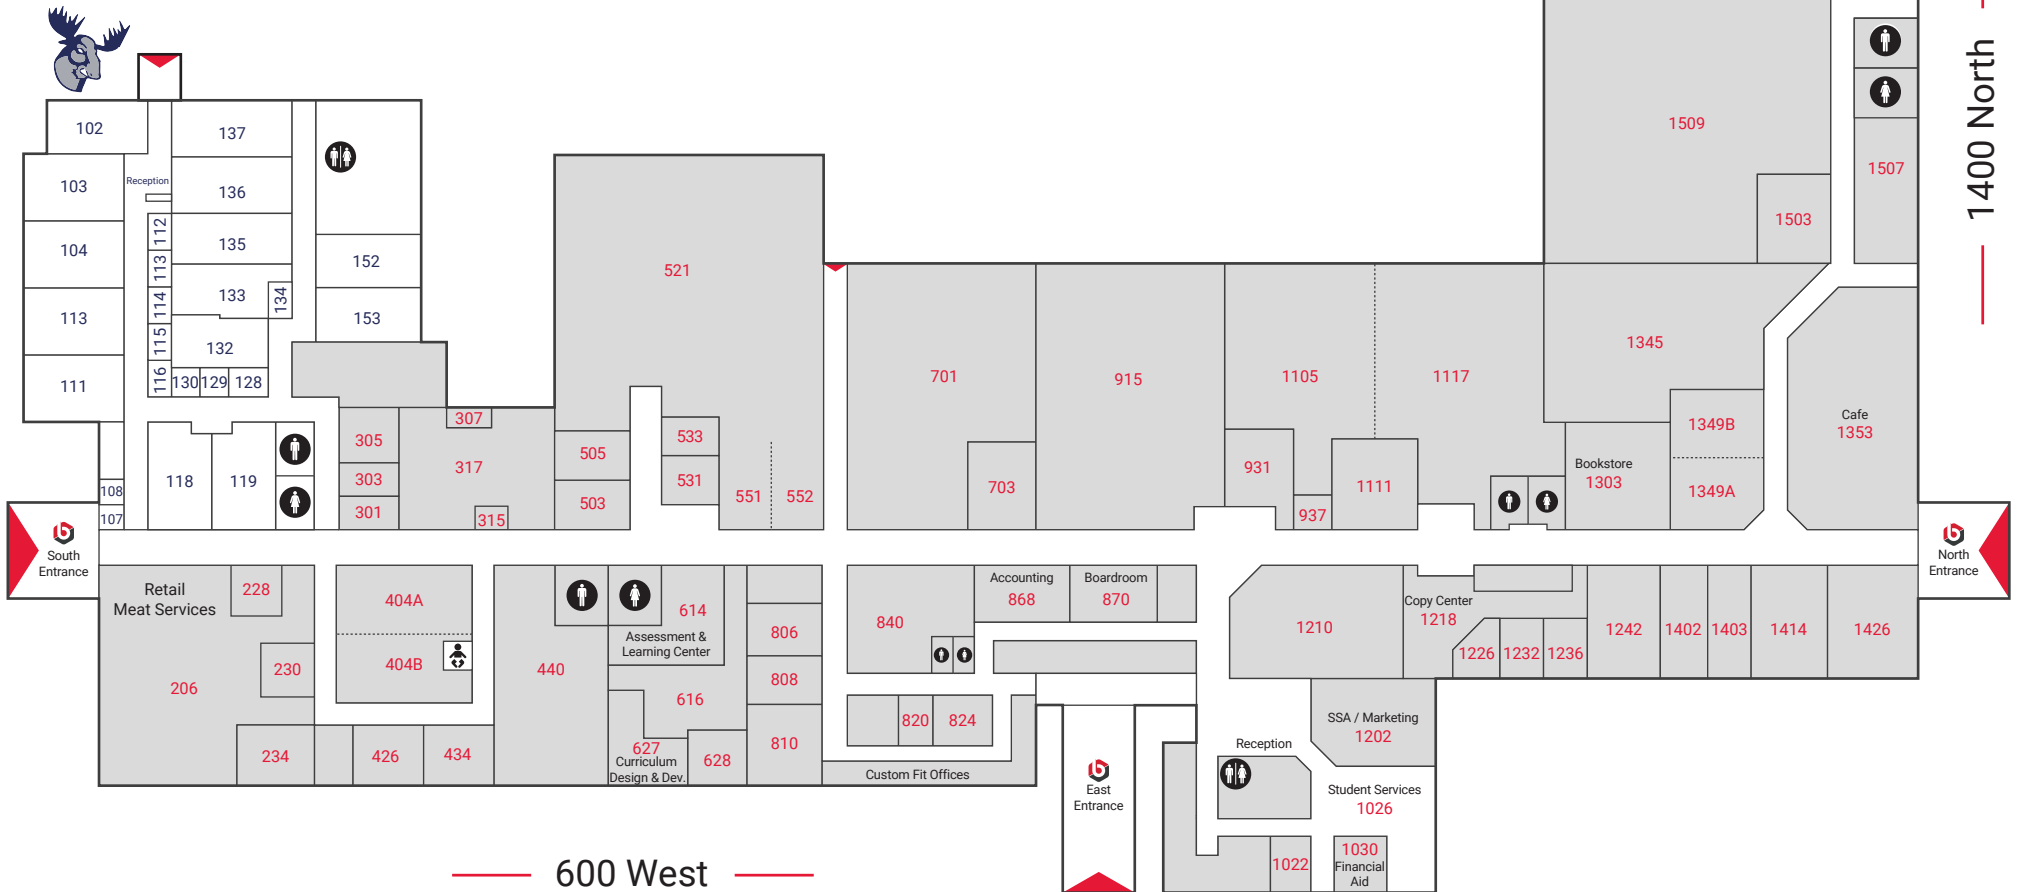 102
137
103
Reception
136
112
104
135
113
152
133
134
113
114
153
115
132
111
116
130
129
128
118
119
108
107
South
Entrance
305
303
301
307
317
315
521
505
503
533
531
551
552
701
703
915
1105
1117
931
937
1111
1509
1503
1507
1345
1349B
1349A
Bookstore
1303
Cafe
1353
1400 North
North
Entrance
Retail
Meat Services
228
230
206
234
404A
404B
426
434
440
614
Assessment &
Learning Center
616
627
Curriculum
Design & Dev.
628
806
808
810
840
Accounting
868
Boardroom
870
820
824
Custom Fit Offices
East
Entrance
1210
Copy Center
1218
1226
1232
1236
1242
1402
1403
1414
1426
SSA / Marketing
1202
Reception
Student Services
1026
1022
1030
Financial
Aid
600 West